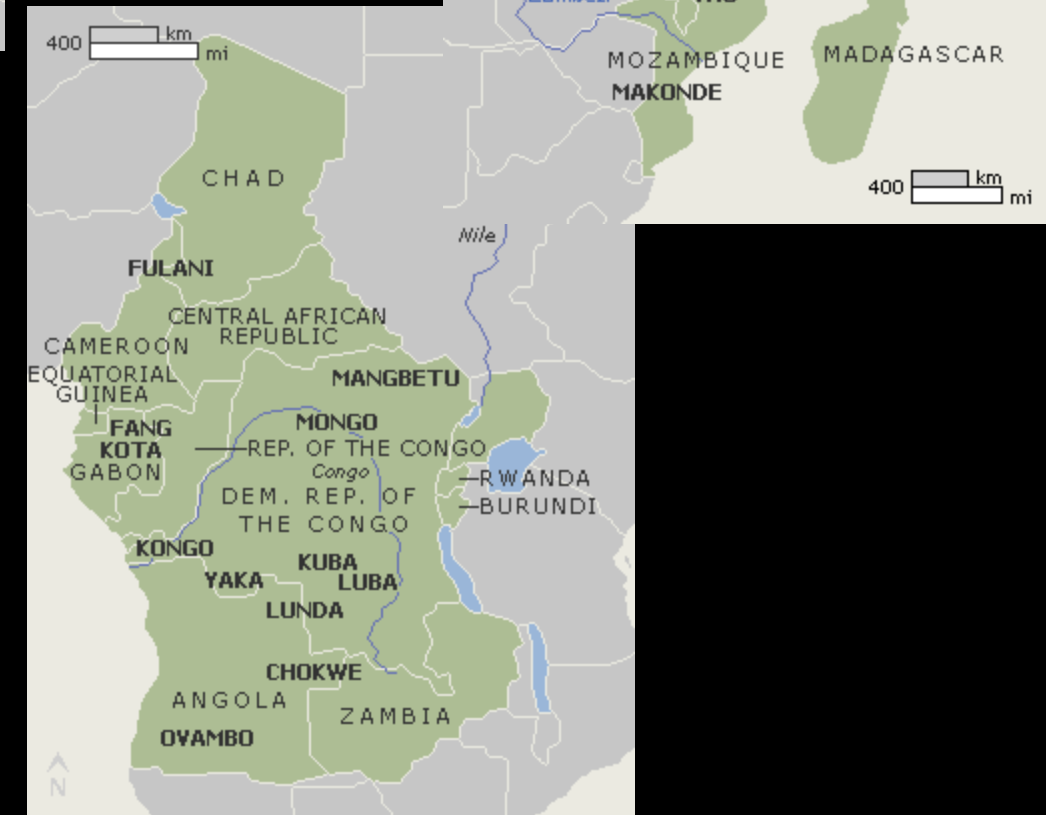 400 km
mi
CHAD
FULANI
CENTRAL AFRICAN
REPUBLIC
CAMEROON
EQUATORIAL
GUINEA
MANGBETU
FANG
MONGO
KOTA
REP. OF THE CONGO
GABON
Congo
DEM. REP. OF
THE CONGO
RWANDA
BURUNDI
KONGO
KUBA
YAKA
LUBA
LUNDA
CHOKWE
ANGOLA
ZAMBIA
OVAMBO
N
Nile
MOZAMBIQUE
MAKONDE
MADAGASCAR
400 km
mi